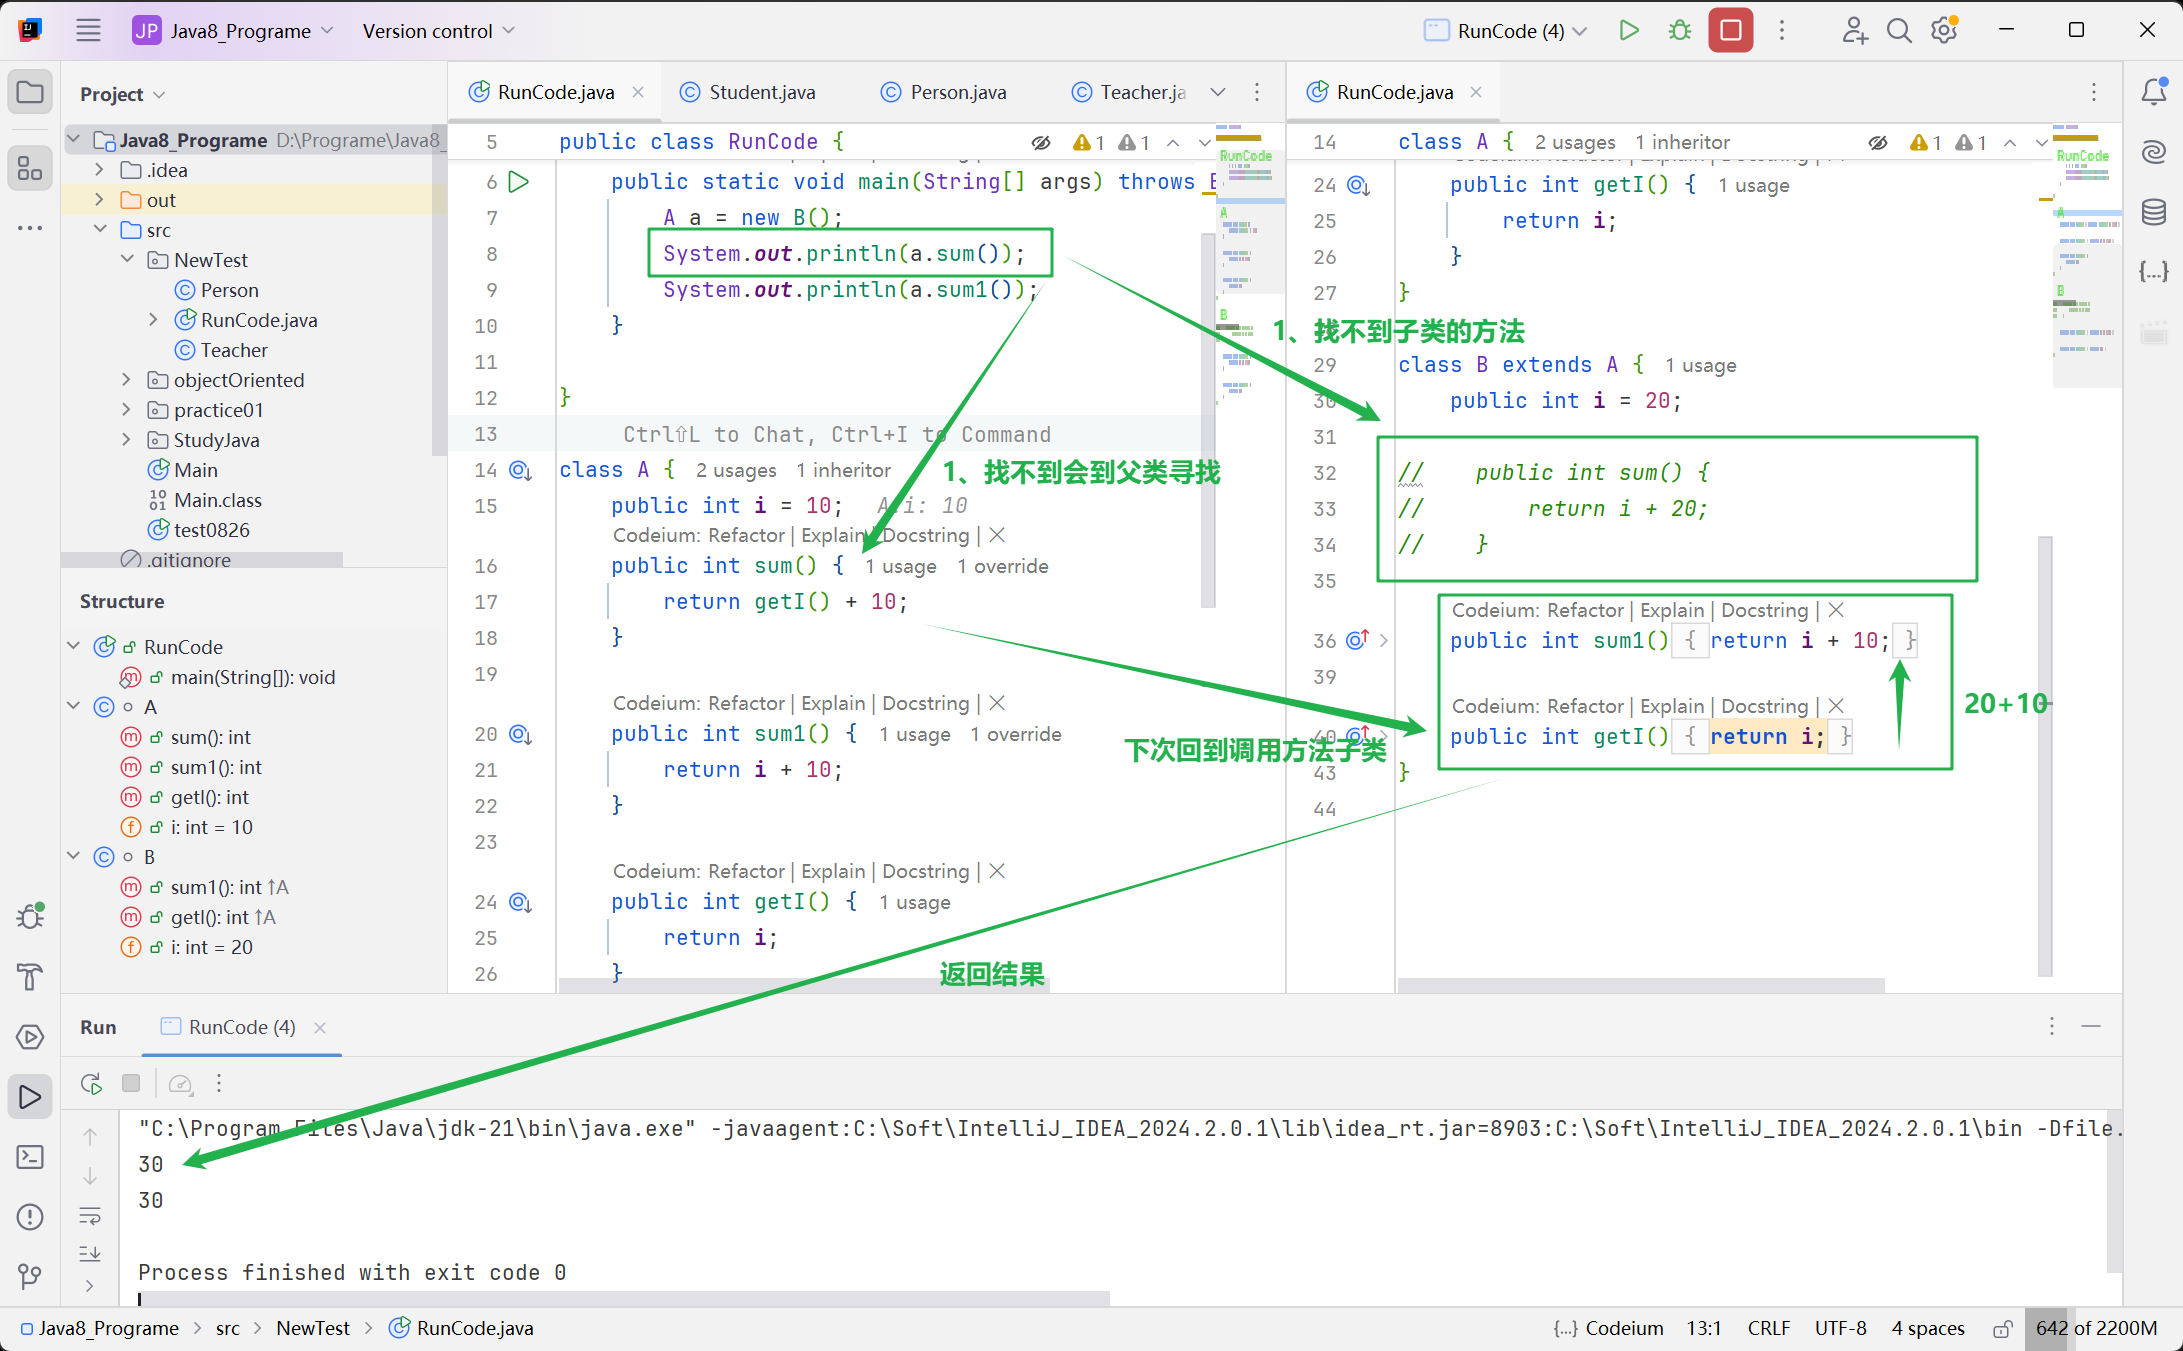 JP Java8_Programe Version control RunCode (4)
Project
Java8_Programe D:\Programe\Java8_
.idea
out
src
NewTest
Person
RunCode.java
Teacher
objectOriented
practice01
StudyJava
Main
Main.class
test0826
.gitignore
Structure
RunCode
main(String[]): void
A
sum(): int
sum1(): int
getI(): int
i: int = 10
B
sum1(): int ↑A
getI(): int ↑A
i: int = 20
RunCode.java Student.java Person.java Teacher.ja
5 public class RunCode { 1 1
6 public static void main(String[] args) throws
7 A a = new B();
8 System.out.println(a.sum());
9 System.out.println(a.sum1());
10 }
11
12 }
13 Ctrl⇧L to Chat, Ctrl+I to Command
14 class A { 2 usages 1 inheritor
1、找不到会到父类寻找
15 public int i = 10; A.i: 10
Codeium: Refactor | Explain | Docstring | ×
16 public int sum() { 1 usage 1 override
17 return getI() + 10;
18 }
19
Codeium: Refactor | Explain | Docstring | ×
20 public int sum1() { 1 usage 1 override
21 return i + 10;
22 }
23
Codeium: Refactor | Explain | Docstring | ×
24 public int getI() { 1 usage
25 return i;
26 }
返回结果
RunCode
A
B
RunCode.java
14 class A { 2 usages 1 inheritor 1 1
Codeium: Refactor | Explain | Docstring |
24 public int getI() { 1 usage
25 return i;
26 }
27 }
1、找不到子类的方法
29 class B extends A { 1 usage
30 public int i = 20;
31
32 // public int sum() {
33 // return i + 20;
34 // }
35
Codeium: Refactor | Explain | Docstring | ×
36 public int sum1() { return i + 10; }
39
20+10
Codeium: Refactor | Explain | Docstring | ×
40 public int getI() { return i; }
下次回到调用方法子类
43 }
44
RunCode
A
B
Run RunCode (4)
"C:\Program Files\Java\jdk-21\bin\java.exe" -javaagent:C:\Soft\IntelliJ_IDEA_2024.2.0.1\lib\idea_rt.jar=8903:C:\Soft\IntelliJ_IDEA_2024.2.0.1\bin -Dfile.
30
30
Process finished with exit code 0
Java8_Programe > src > NewTest > RunCode.java {...} Codeium 13:1 CRLF UTF-8 4 spaces 642 of 2200M